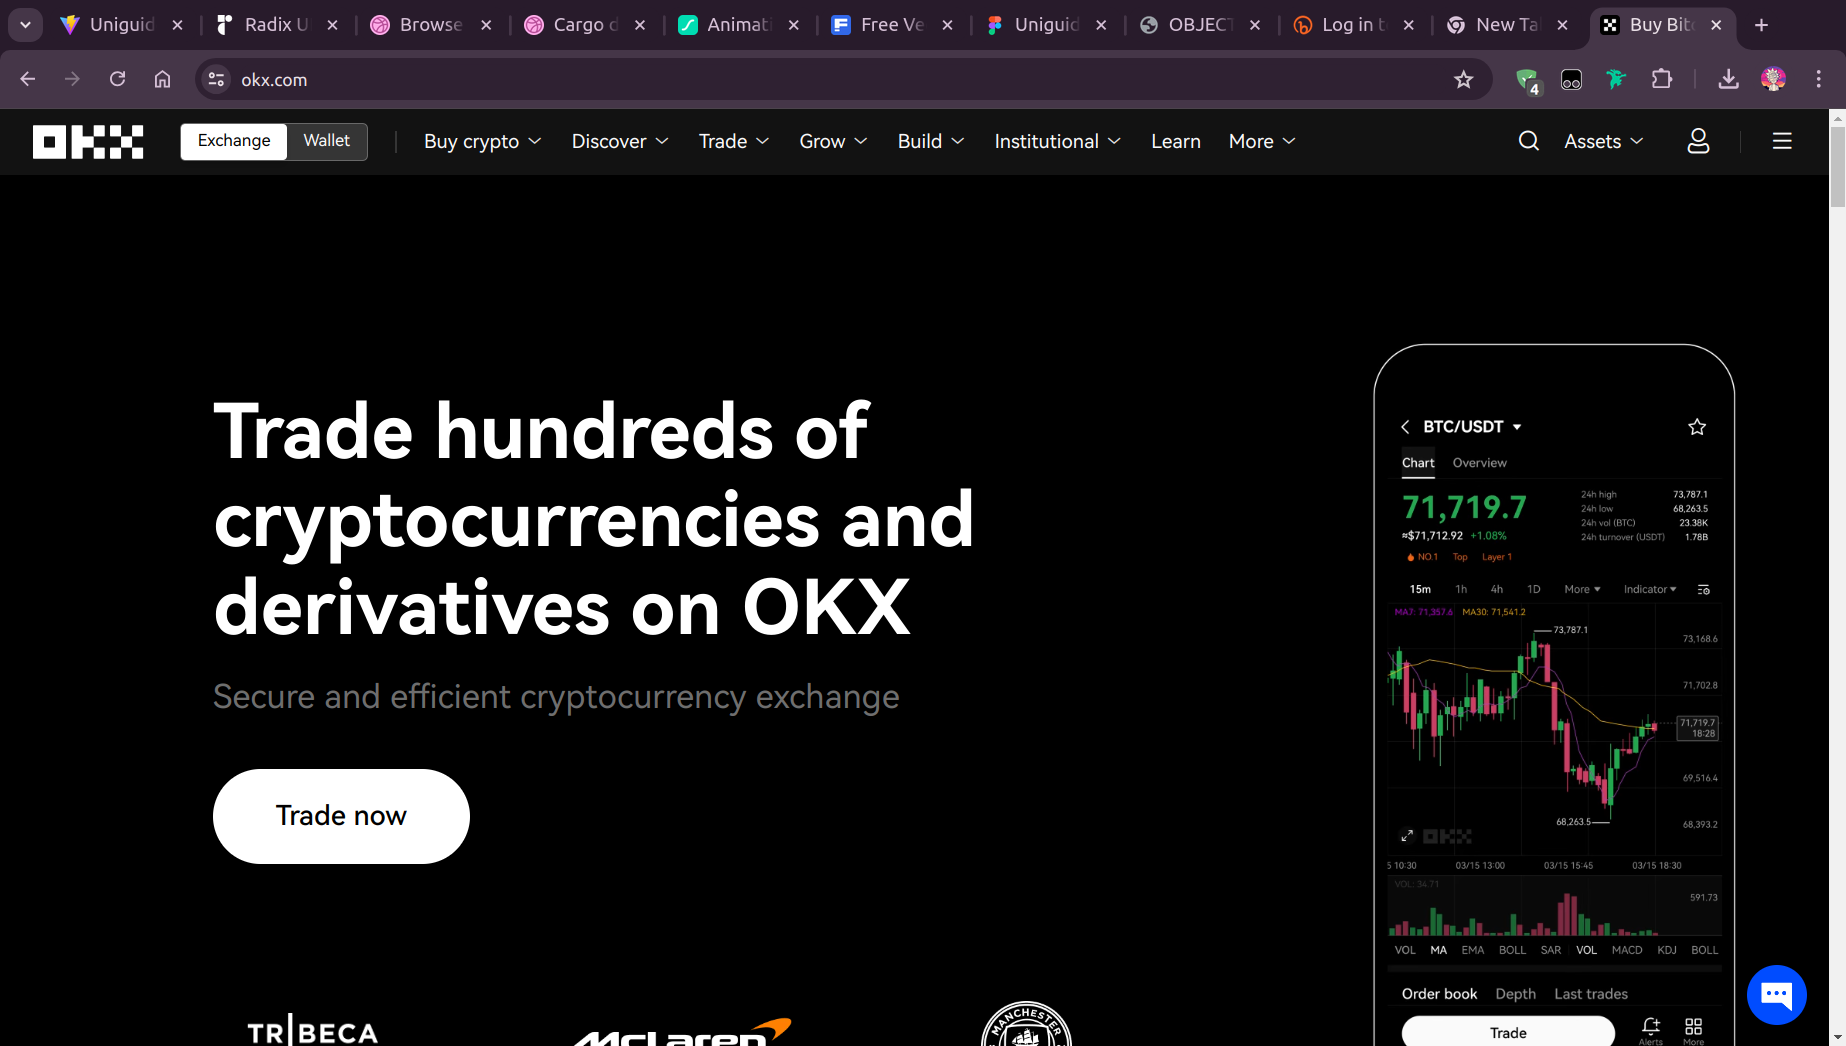 Uniguid
Radix U
Browse
Cargo d
Animati
Free Ve
Uniguid
OBJECT
Log in t
New Ta
Buy Bit
okx.com
4
OKX
Exchange
Wallet
Buy crypto
Discover
Trade
Grow
Build
Institutional
Learn
More
Assets
Trade hundreds of
cryptocurrencies and
derivatives on OKX
Secure and efficient cryptocurrency exchange
Trade now
TRIBECA
McLaren
MANCHESTER
BTC/USDT
Chart Overview
71,719.7
≈$71,712.92 +1.08%
NO.1 Top Layer 1
24h high 73,787.1
24h low 68,263.5
24h vol (BTC) 23.38K
24h turnover (USDT) 1.78B
15m 1h 4h 1D More Indicator
MA7: 71,357.6 MA30: 71,541.2
73,787.1
73,168.6
71,702.8
71,719.7
18:28
69,516.4
68,263.5
68,393.2
OKX
5 10:30 03/15 13:00 03/15 15:45 03/15 18:30
VOL: 34.71
591.73
VOL MA EMA BOLL SAR VOL MACD KDJ BOLL
Order book Depth Last trades
Trade
Alerts
More